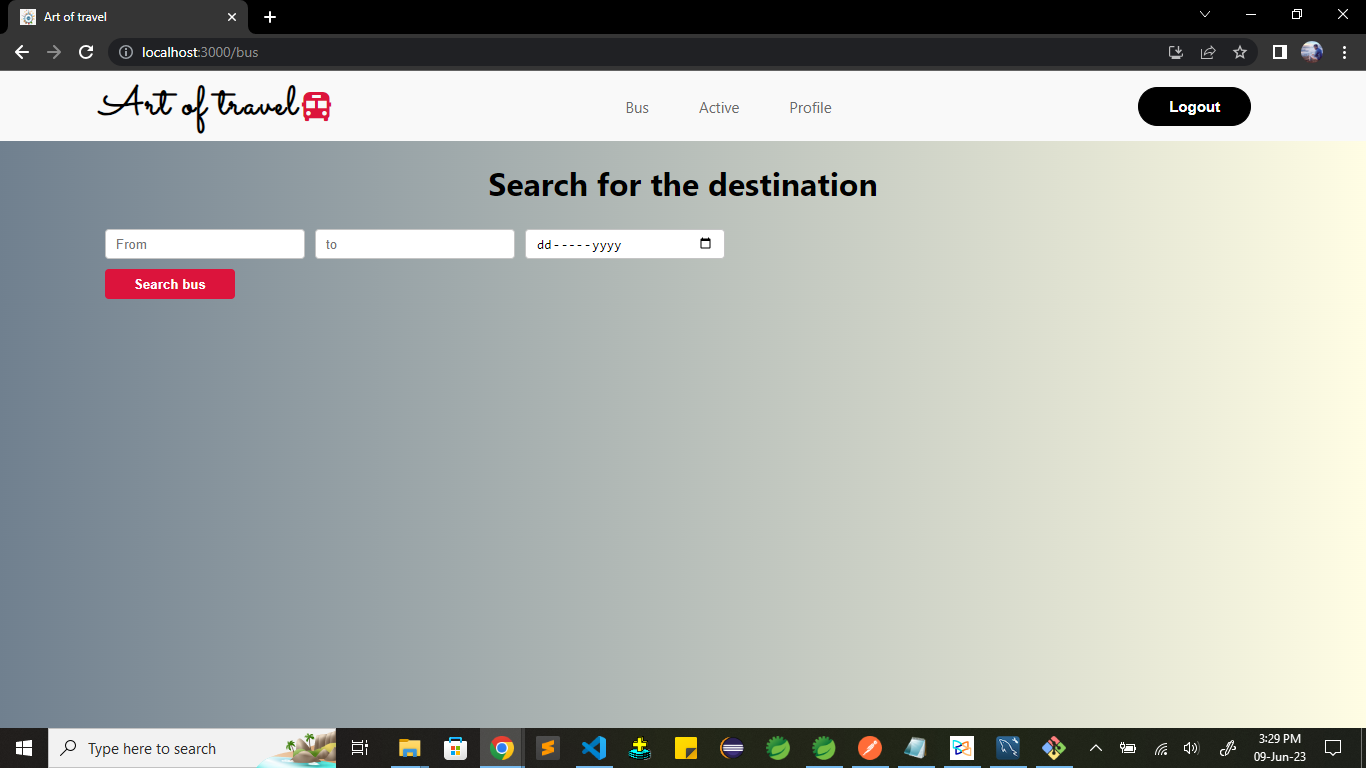 Art of travel
localhost:3000/bus
Art of travel
Bus Active Profile Logout
Search for the destination
From to dd-----yyyy
Search bus
Type here to search
3:29 PM
09-Jun-23